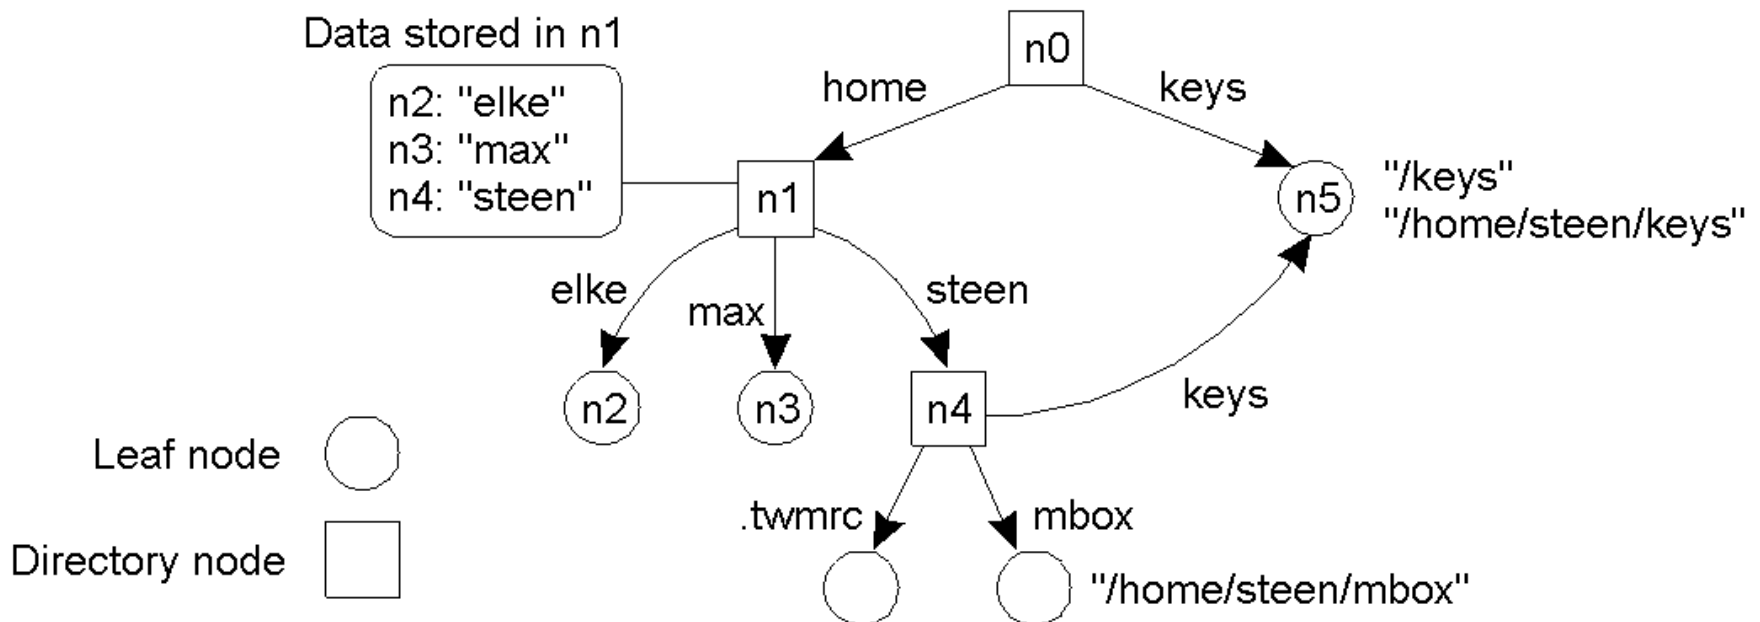 Data stored in n1
n2: "elke"
n3: "max"
n4: "steen"
n0
home
keys
n1
n5
"/keys"
"/home/steen/keys"
elke
max
steen
n2
n3
n4
keys
Leaf node
.twmrc
mbox
Directory node
"/home/steen/mbox"